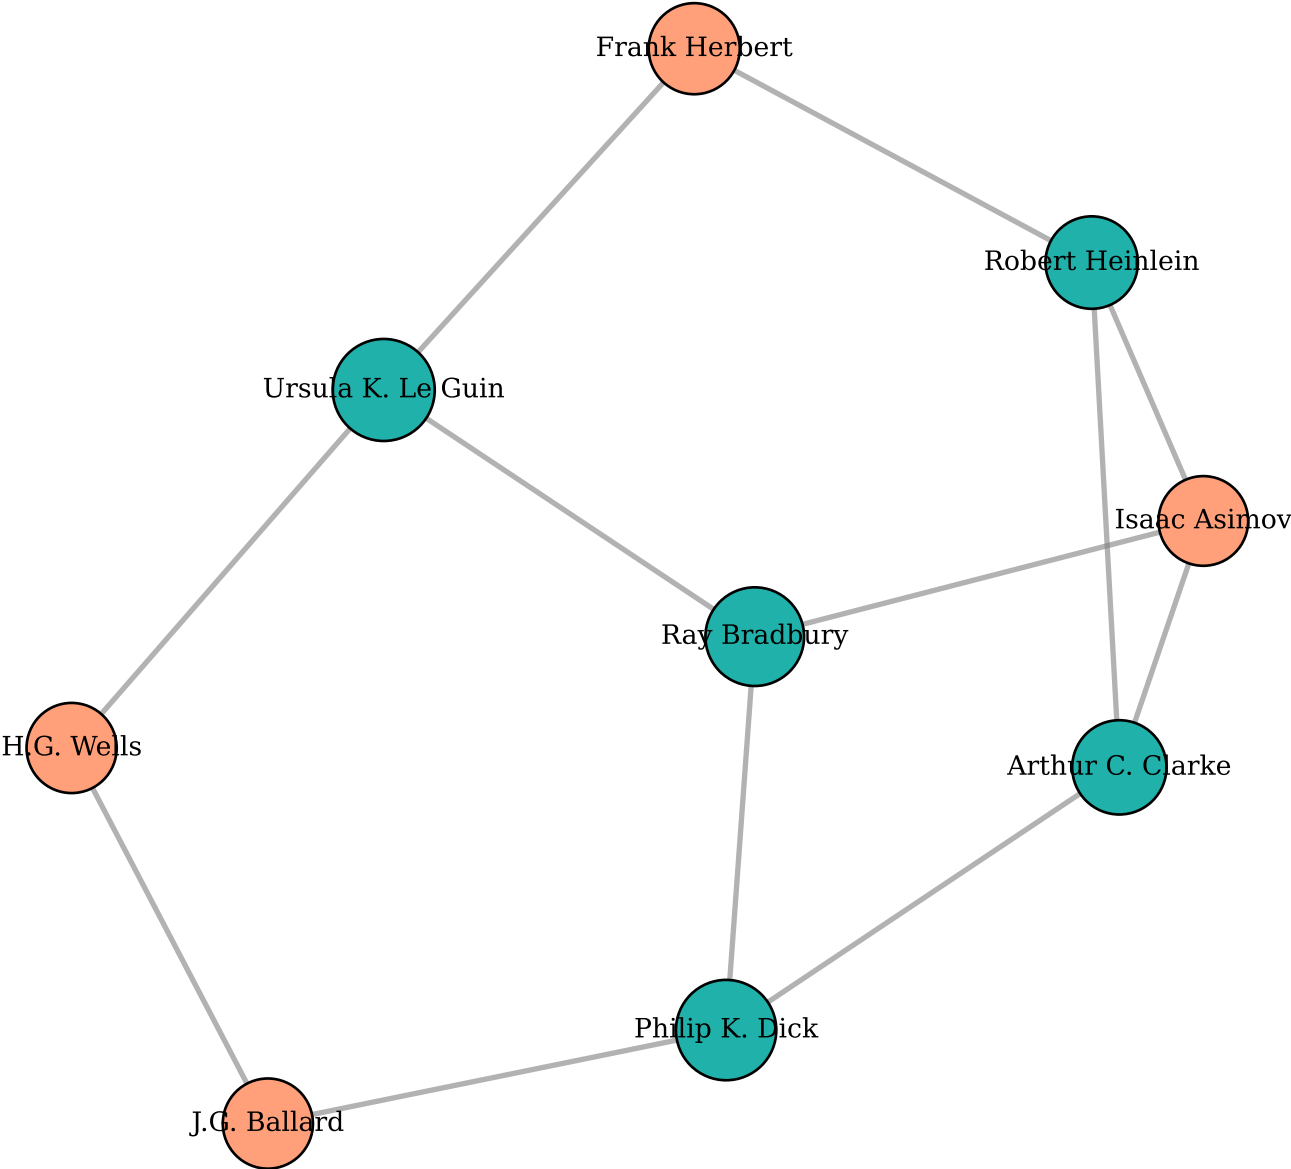 Frank Herbert
Robert Heinlein
Ursula K. Le Guin
Isaac Asimov
Ray Bradbury
H.G. Wells
Arthur C. Clarke
Philip K. Dick
J.G. Ballard